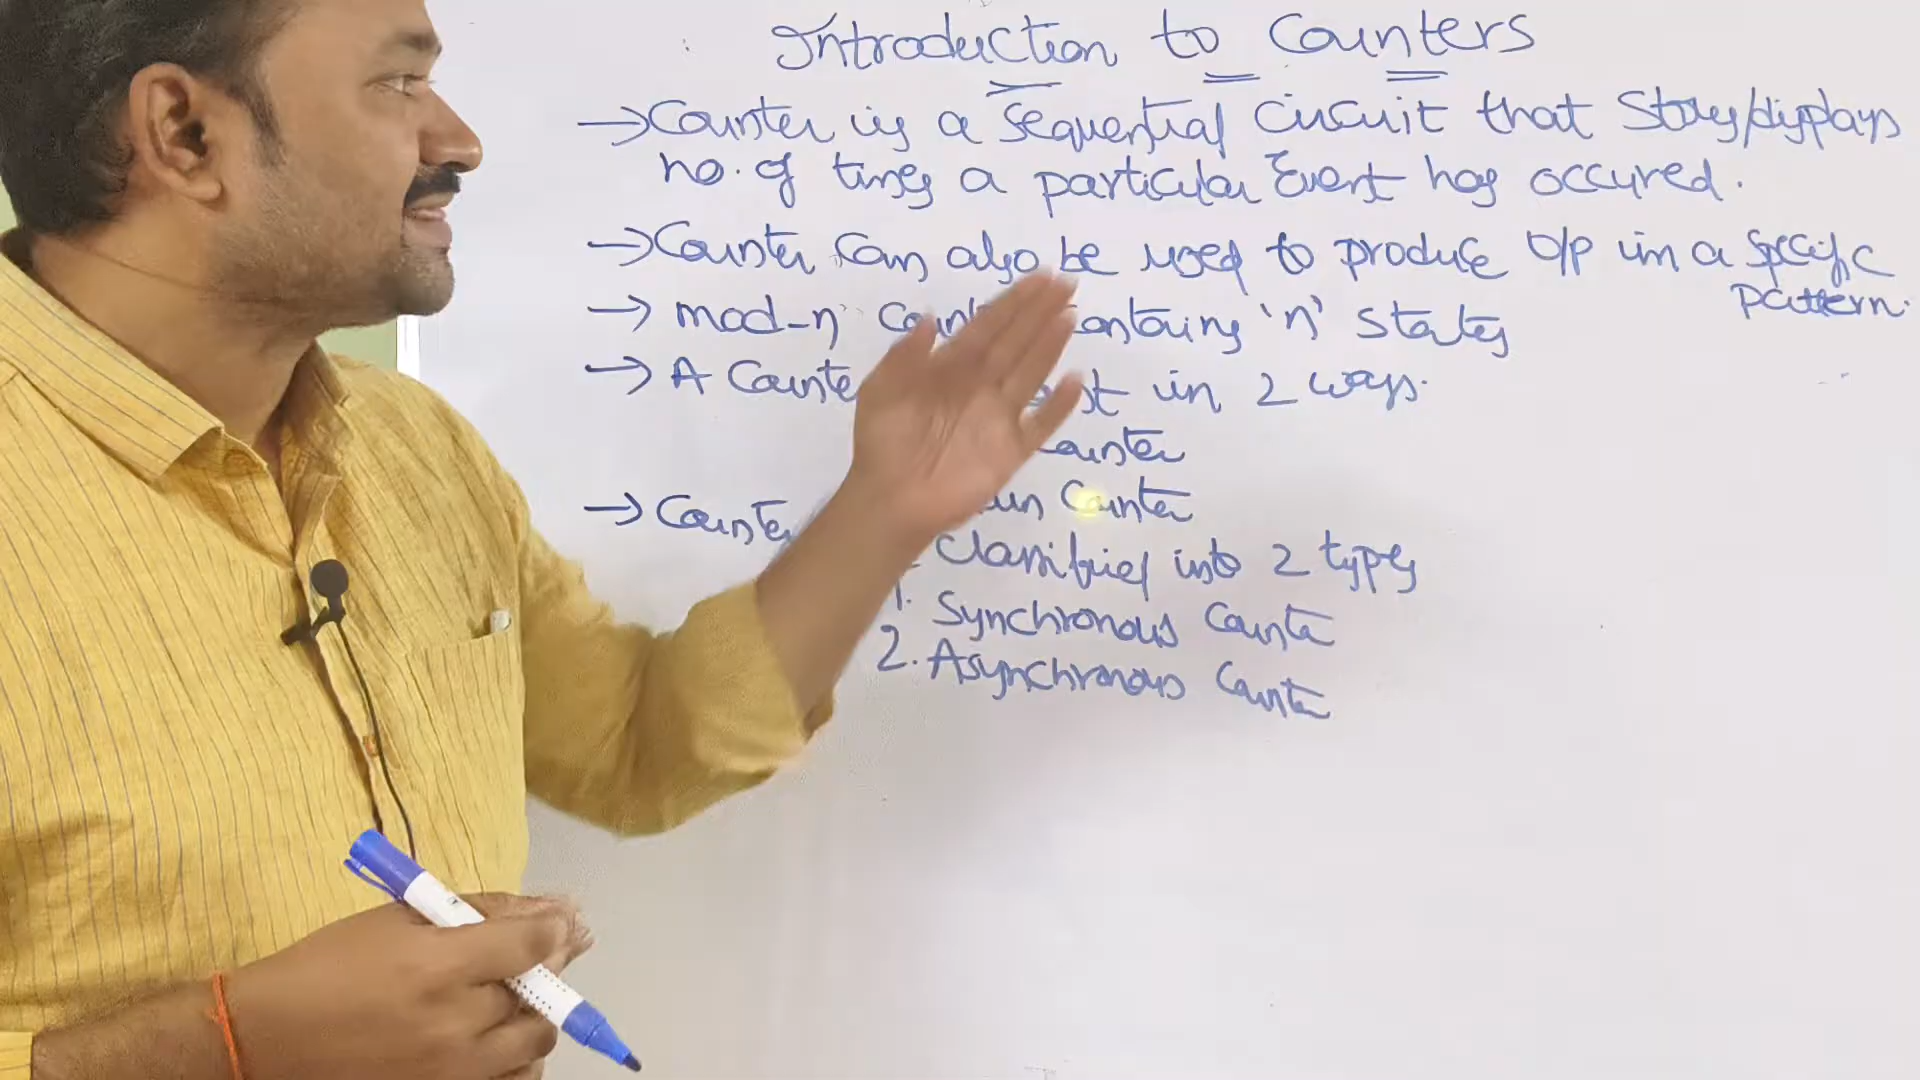 Introduction to Counters
→ Counter is a sequential circuit that Stores/displays
no. of times a particular Event has occured.
→ Counter can also be used to produce O/P in a Specific
Pattern.
→ mod-n containing 'n' states
→ A in 2 ways.
Counter
Counter
→ Counter Classified into 2 types
1. Synchronous Counter
2. Asynchronous Counter